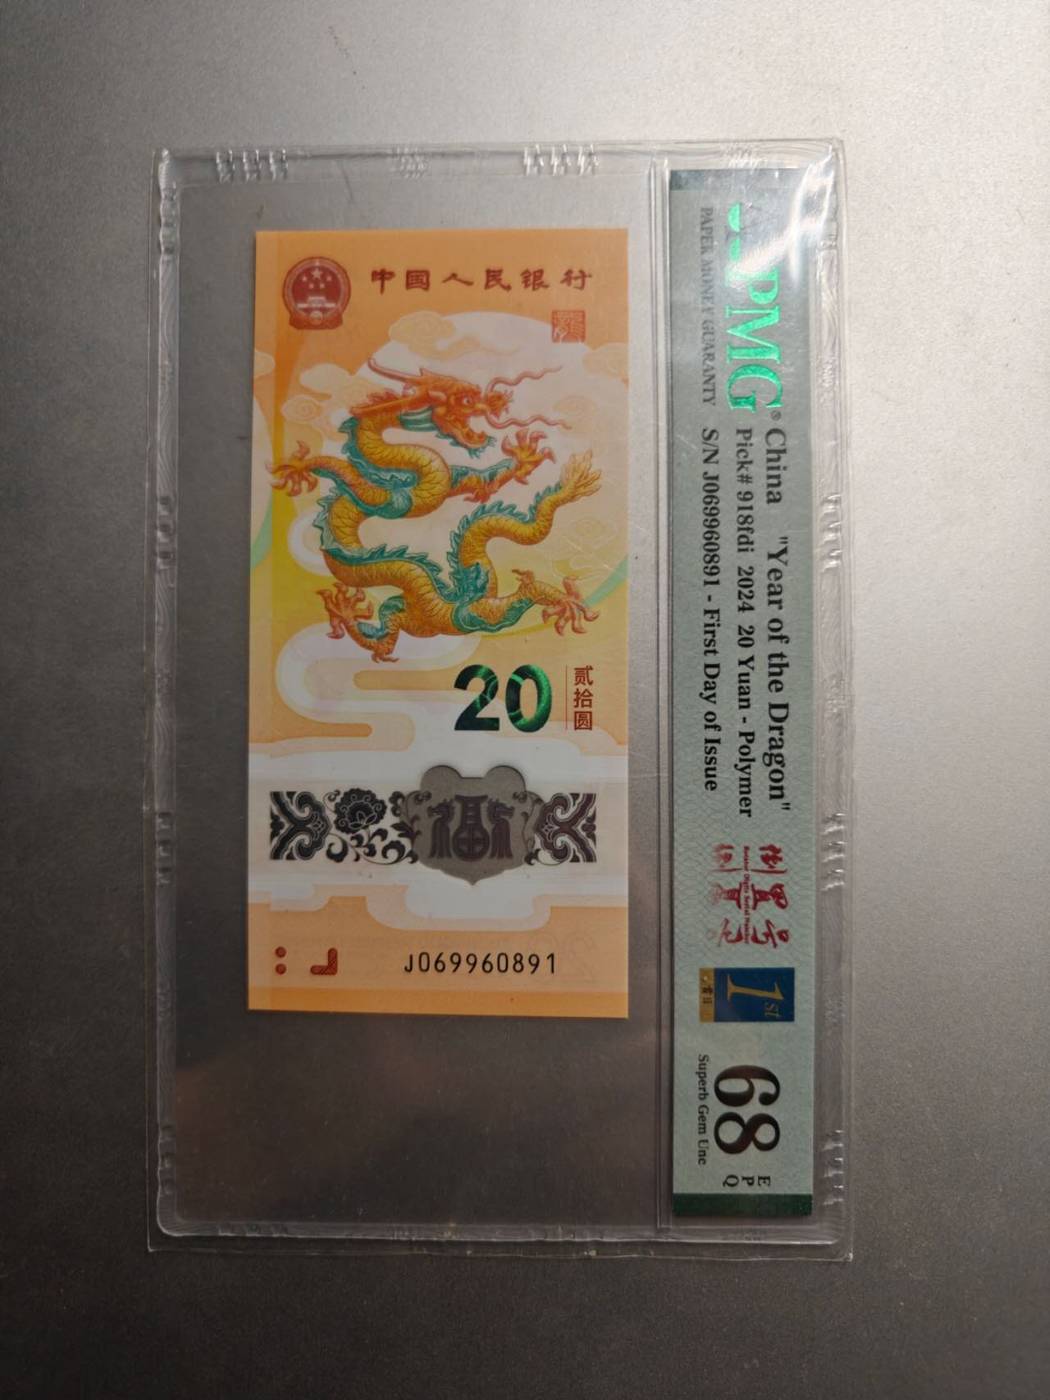 中国人民银行
20
贰拾圆
福
J069960891
PMG
PAPER MONEY GUARANTY
China "Year of the Dragon"
Pick# 918fdi 2024 20 Yuan - Polymer
S/N J069960891 - First Day of Issue
1st
68
EPQ
Superb Gem Unc